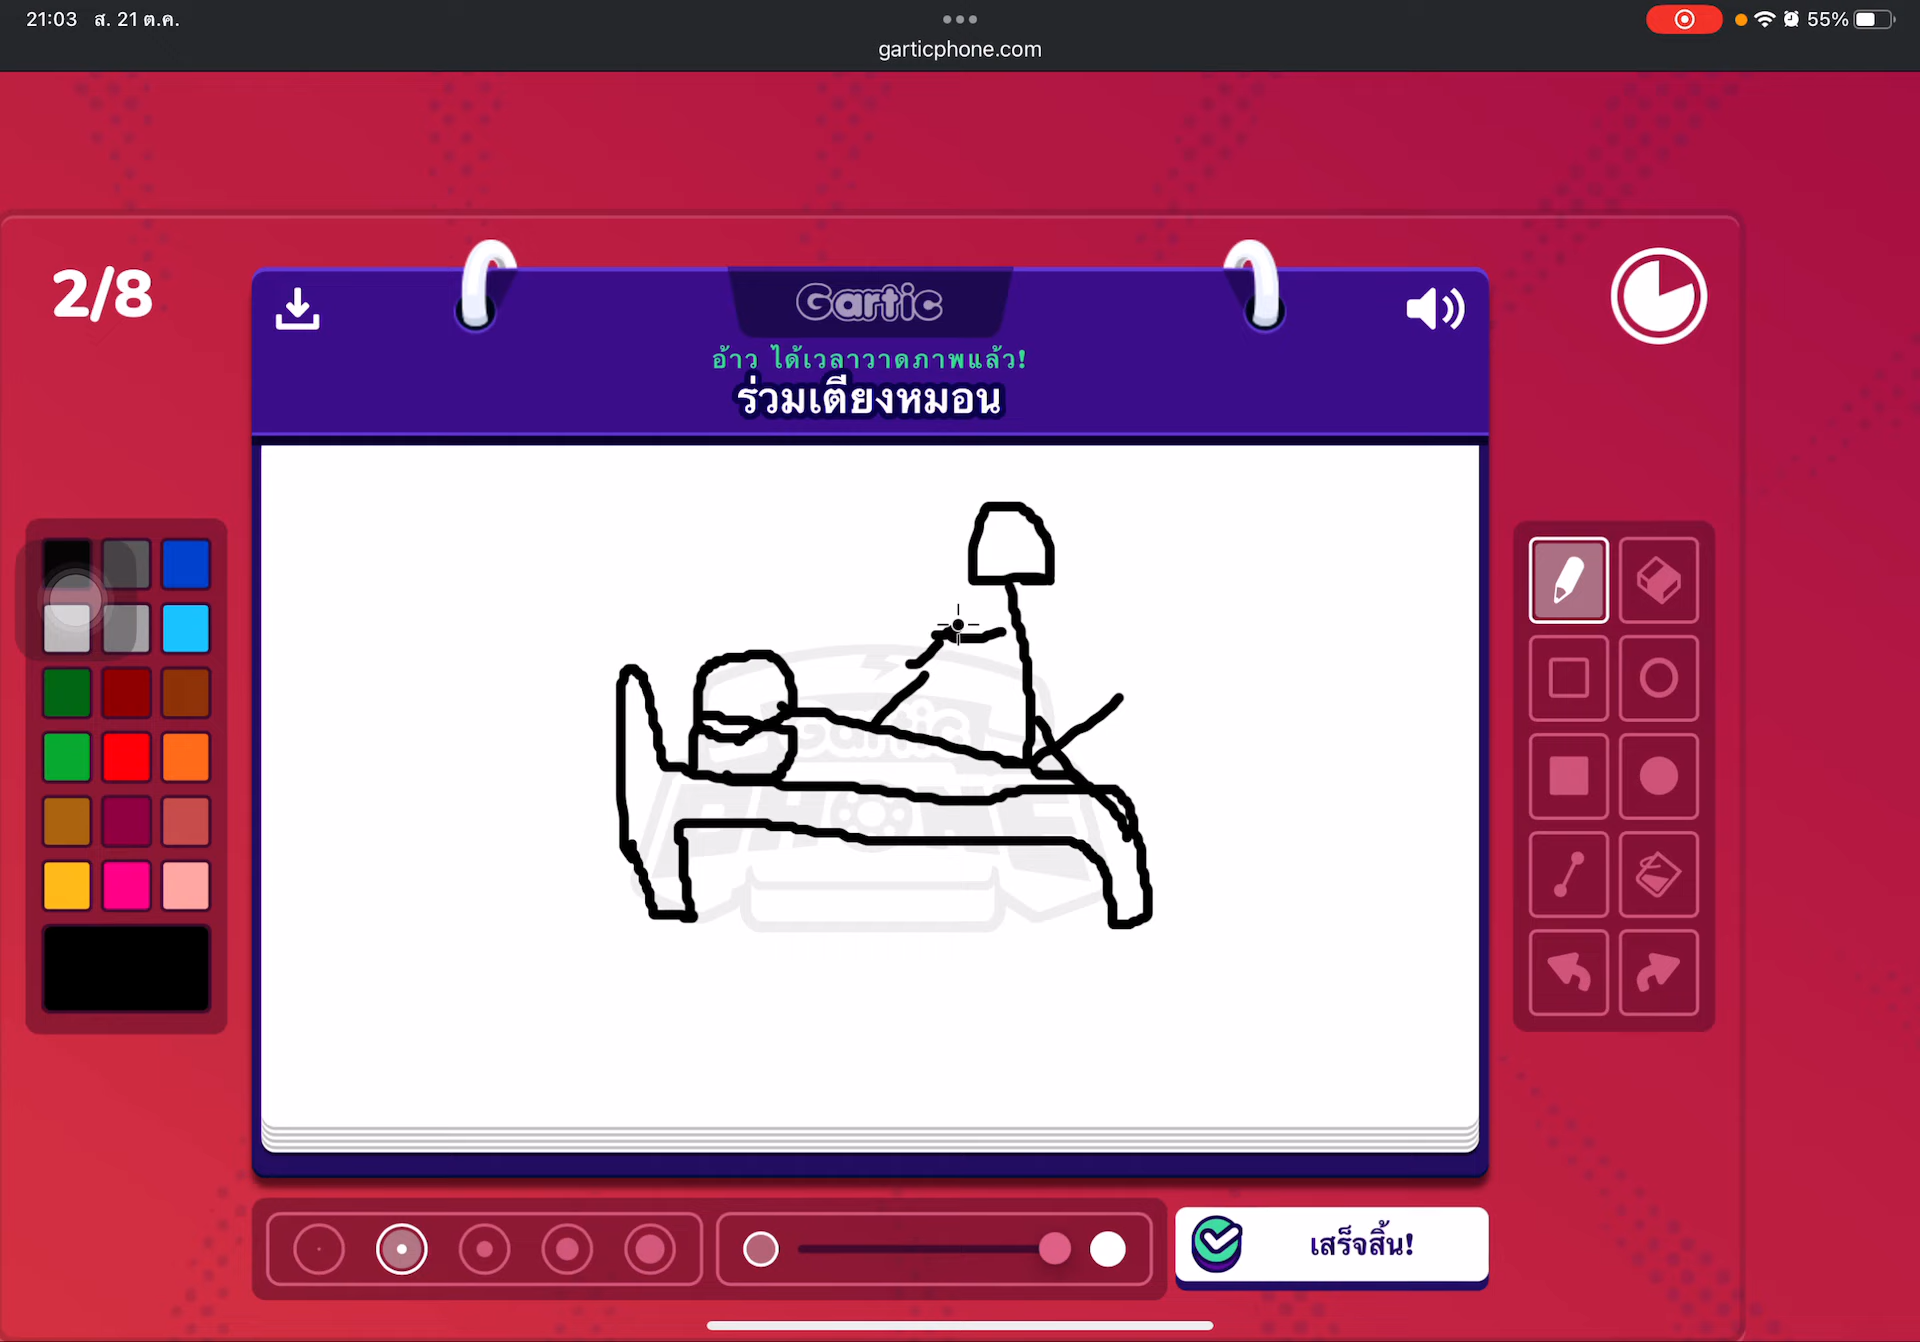 21:03 ส. 21 ต.ค.
55%
garticphone.com
2/8
Gartic
อ้าว ได้เวลาวาดภาพแล้ว!
ร่วมเตียงหมอน
Gartic
PHONE
เสร็จสิ้น!